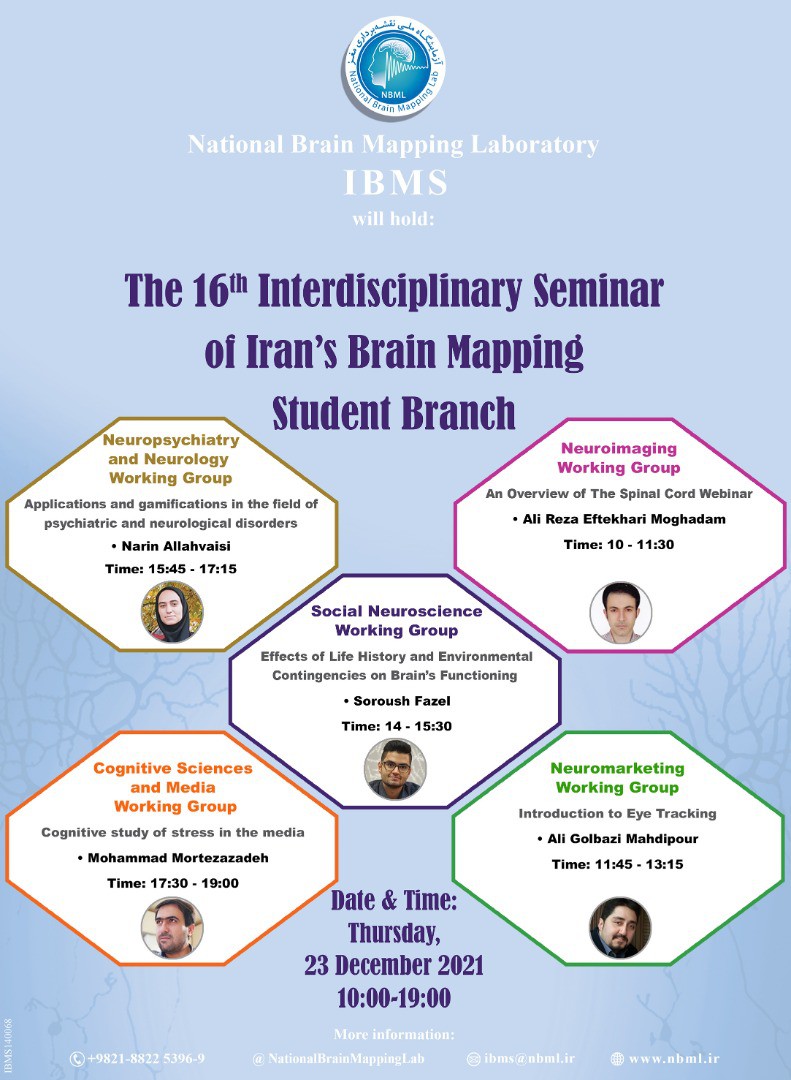 آزمایشگاه ملی نقشه‌برداری مغز
NBML
National Brain Mapping Lab
National Brain Mapping Laboratory
IBMS
will hold:
The 16th Interdisciplinary Seminar
of Iran's Brain Mapping
Student Branch
Neuropsychiatry
and Neurology
Working Group
Applications and gamifications in the field of
psychiatric and neurological disorders
• Narin Allahvaisi
Time: 15:45 - 17:15
Neuroimaging
Working Group
An Overview of The Spinal Cord Webinar
• Ali Reza Eftekhari Moghadam
Time: 10 - 11:30
Social Neuroscience
Working Group
Effects of Life History and Environmental
Contingencies on Brain's Functioning
• Soroush Fazel
Time: 14 - 15:30
Cognitive Sciences
and Media
Working Group
Cognitive study of stress in the media
• Mohammad Mortezazadeh
Time: 17:30 - 19:00
Neuromarketing
Working Group
Introduction to Eye Tracking
• Ali Golbazi Mahdipour
Time: 11:45 - 13:15
Date & Time:
Thursday,
23 December 2021
10:00-19:00
More information:
+9821-8822 5396-9 @NationalBrainMappingLab ibms@nbml.ir www.nbml.ir
IBMS140068